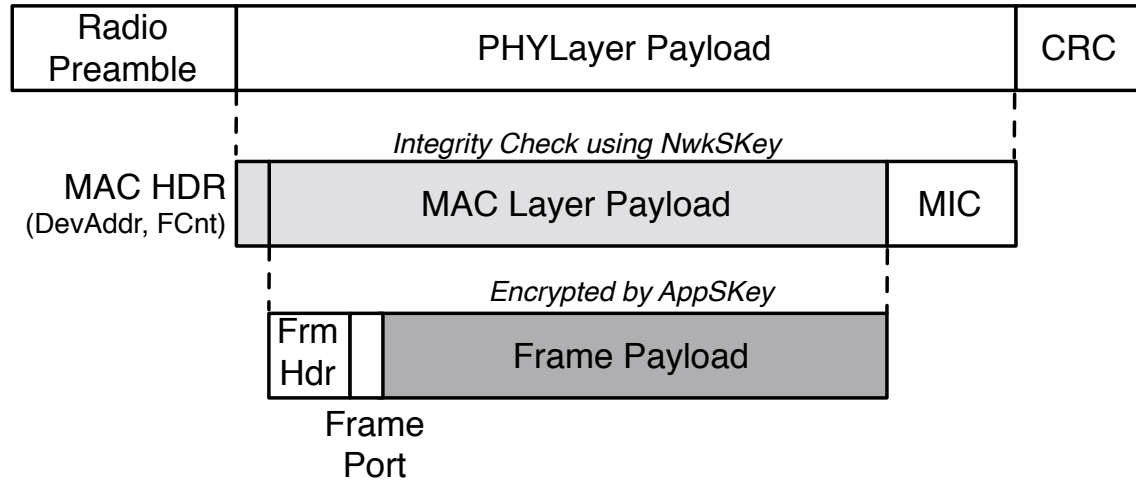 Radio
Preamble
PHYLayer Payload
CRC
Integrity Check using NwkSKey
MAC HDR
(DevAddr, FCnt)
MAC Layer Payload
MIC
Encrypted by AppSKey
Frm
Hdr
Frame Payload
Frame
Port